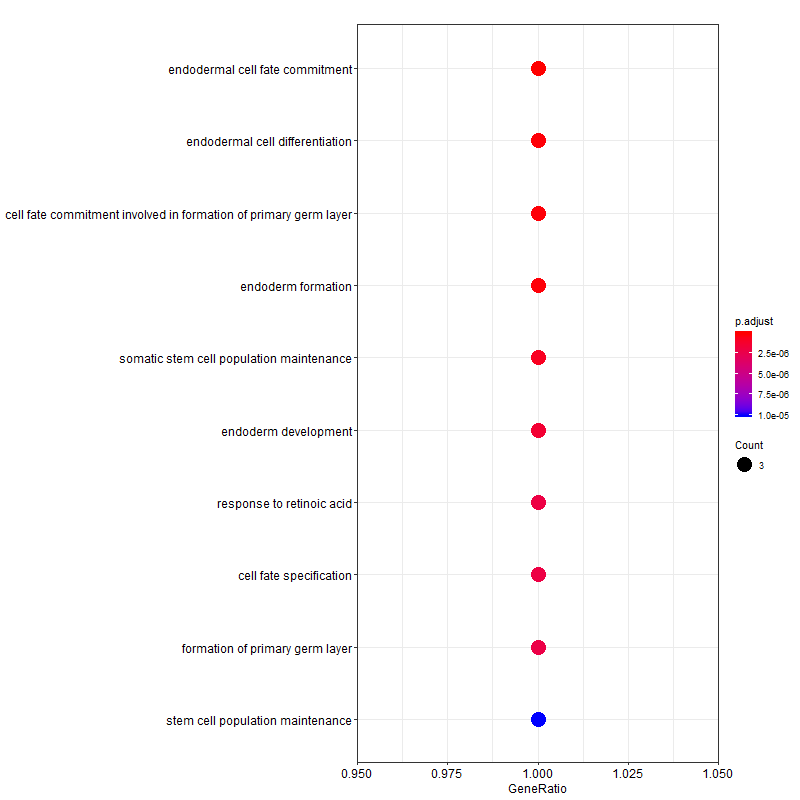 endodermal cell fate commitment
endodermal cell differentiation
cell fate commitment involved in formation of primary germ layer
endoderm formation
somatic stem cell population maintenance
endoderm development
response to retinoic acid
cell fate specification
formation of primary germ layer
stem cell population maintenance
0.950 0.975 1.000 1.025 1.050
GeneRatio
p.adjust
2.5e-06
5.0e-06
7.5e-06
1.0e-05
Count
3